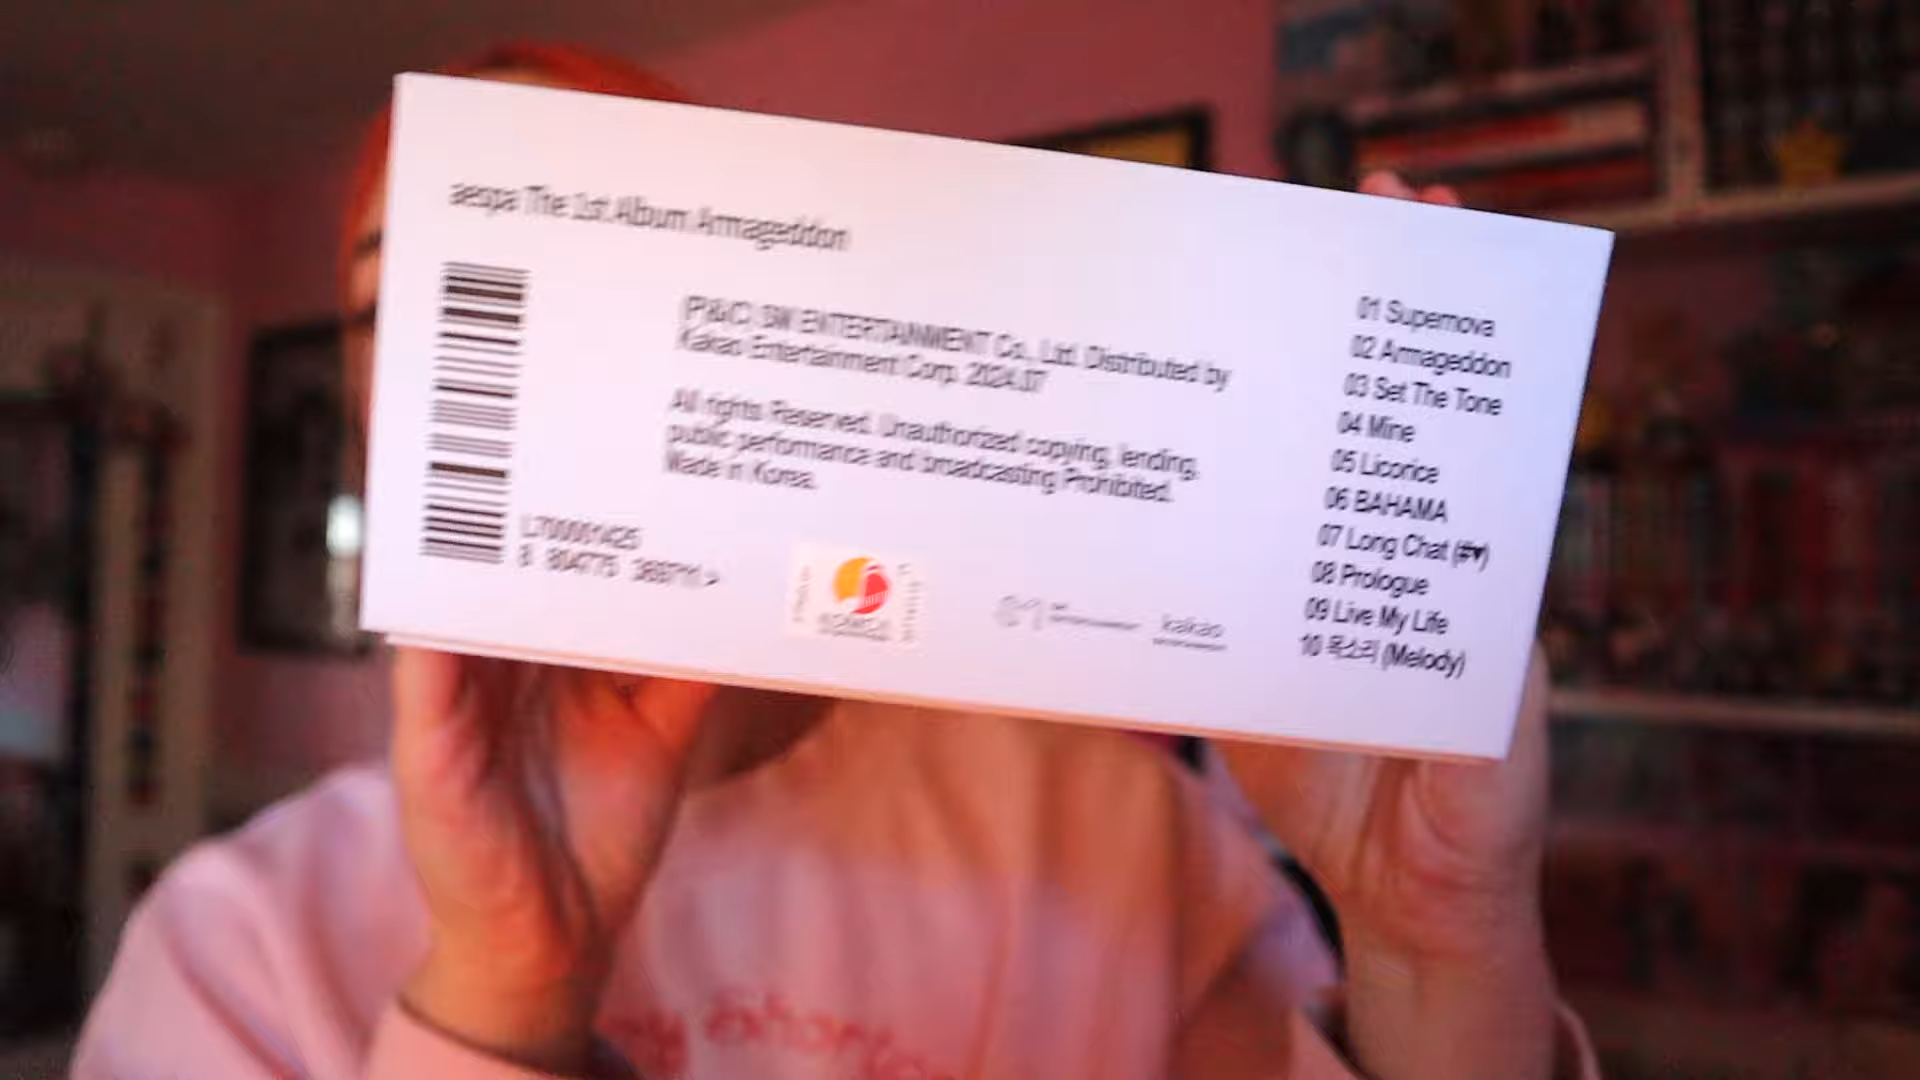 aespa The 1st Album Armageddon
(P&C) SM ENTERTAINMENT Co., Ltd. Distributed by
Kakao Entertainment Corp. 2024.07
All rights Reserved. Unauthorized copying, lending,
public performance and broadcasting Prohibited.
Made in Korea.
L700001425
kakao
01 Supernova
02 Armageddon
03 Set The Tone
04 Mine
05 Licorice
06 BAHAMA
07 Long Chat (#♥)
08 Prologue
09 Live My Life
10 목소리 (Melody)